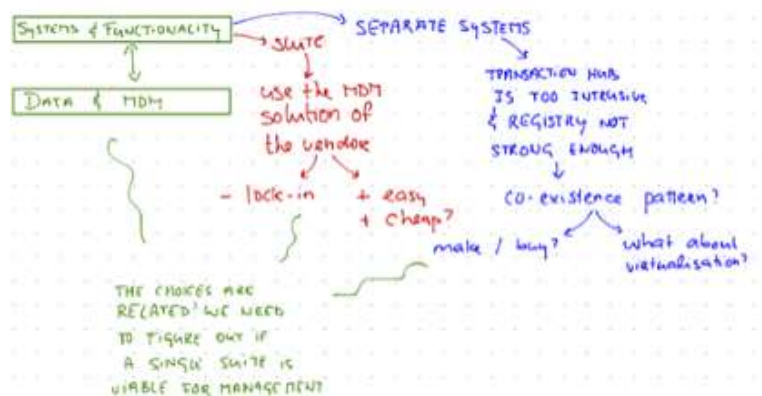 SYSTEMS & FUNCTIONALITY
DATA & MDM
SUITE
use the MDM
solution of
the vendor
- lock-in
+ easy
+ cheap?
SEPARATE SYSTEMS
TRANSACTION HUB
IS TOO INTRUSIVE
& REGISTRY NOT
STRONG ENOUGH
CO-existence pattern?
make / buy?
what about
virtualisation?
THE CHOICES ARE
RELATED! WE NEED
TO FIGURE OUT IF
A SINGLE SUITE IS
VIABLE FOR MANAGEMENT